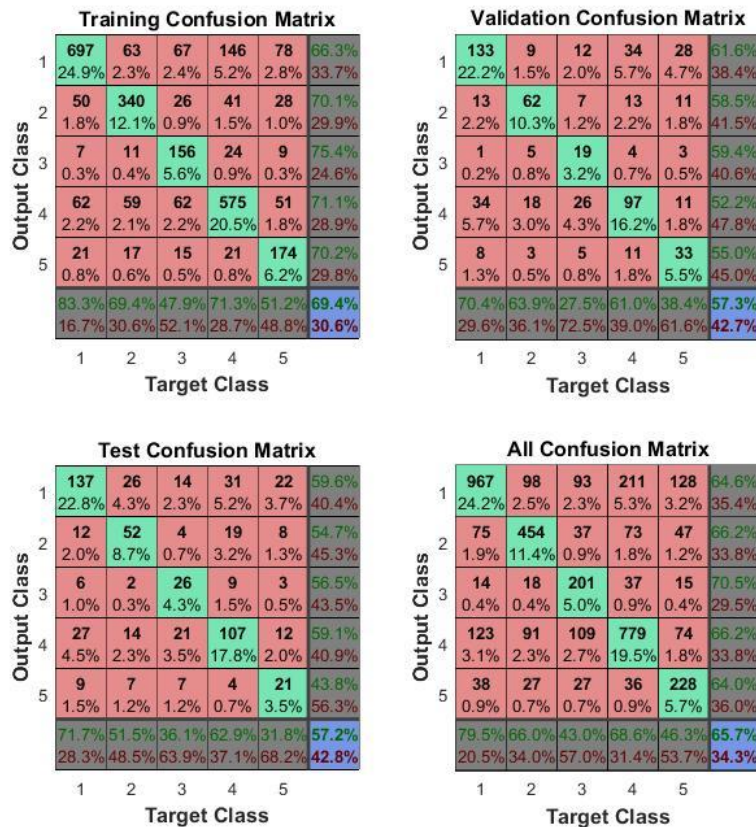 Training Confusion Matrix
697 63 67 146 78 66.3%
1
24.9% 2.3% 2.4% 5.2% 2.8% 33.7%
50 340 26 41 28 70.1%
2
1.8% 12.1% 0.9% 1.5% 1.0% 29.9%
7 11 156 24 9 75.4%
3
0.3% 0.4% 5.6% 0.9% 0.3% 24.6%
62 59 62 575 51 71.1%
4
2.2% 2.1% 2.2% 20.5% 1.8% 28.9%
21 17 15 21 174 70.2%
5
0.8% 0.6% 0.5% 0.8% 6.2% 29.8%
83.3% 69.4% 47.9% 71.3% 51.2% 69.4%
16.7% 30.6% 52.1% 28.7% 48.8% 30.6%
1 2 3 4 5
Target Class
Output Class
Validation Confusion Matrix
133 9 12 34 28 61.6%
1
22.2% 1.5% 2.0% 5.7% 4.7% 38.4%
13 62 7 13 11 58.5%
2
2.2% 10.3% 1.2% 2.2% 1.8% 41.5%
1 5 19 4 3 59.4%
3
0.2% 0.8% 3.2% 0.7% 0.5% 40.6%
34 18 26 97 11 52.2%
4
5.7% 3.0% 4.3% 16.2% 1.8% 47.8%
8 3 5 11 33 55.0%
5
1.3% 0.5% 0.8% 1.8% 5.5% 45.0%
70.4% 63.9% 27.5% 61.0% 38.4% 57.3%
29.6% 36.1% 72.5% 39.0% 61.6% 42.7%
1 2 3 4 5
Target Class
Output Class
Test Confusion Matrix
137 26 14 31 22 59.6%
1
22.8% 4.3% 2.3% 5.2% 3.7% 40.4%
12 52 4 19 8 54.7%
2
2.0% 8.7% 0.7% 3.2% 1.3% 45.3%
6 2 26 9 3 56.5%
3
1.0% 0.3% 4.3% 1.5% 0.5% 43.5%
27 14 21 107 12 59.1%
4
4.5% 2.3% 3.5% 17.8% 2.0% 40.9%
9 7 7 4 21 43.8%
5
1.5% 1.2% 1.2% 0.7% 3.5% 56.3%
71.7% 51.5% 36.1% 62.9% 31.8% 57.2%
28.3% 48.5% 63.9% 37.1% 68.2% 42.8%
1 2 3 4 5
Target Class
Output Class
All Confusion Matrix
967 98 93 211 128 64.6%
1
24.2% 2.5% 2.3% 5.3% 3.2% 35.4%
75 454 37 73 47 66.2%
2
1.9% 11.4% 0.9% 1.8% 1.2% 33.8%
14 18 201 37 15 70.5%
3
0.4% 0.4% 5.0% 0.9% 0.4% 29.5%
123 91 109 779 74 66.2%
4
3.1% 2.3% 2.7% 19.5% 1.8% 33.8%
38 27 27 36 228 64.0%
5
0.9% 0.7% 0.7% 0.9% 5.7% 36.0%
79.5% 66.0% 43.0% 68.6% 46.3% 65.7%
20.5% 34.0% 57.0% 31.4% 53.7% 34.3%
1 2 3 4 5
Target Class
Output Class